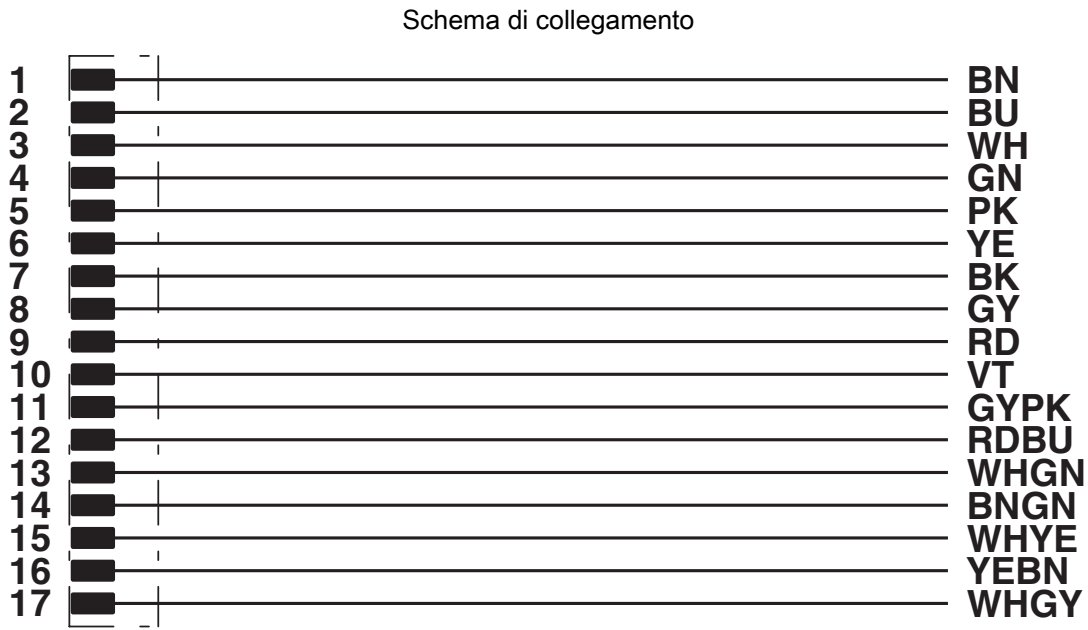 Schema di collegamento
1 BN
2 BU
3 WH
4 GN
5 PK
6 YE
7 BK
8 GY
9 RD
10 VT
11 GYPK
12 RDBU
13 WHGN
14 BNGN
15 WHYE
16 YEBN
17 WHGY